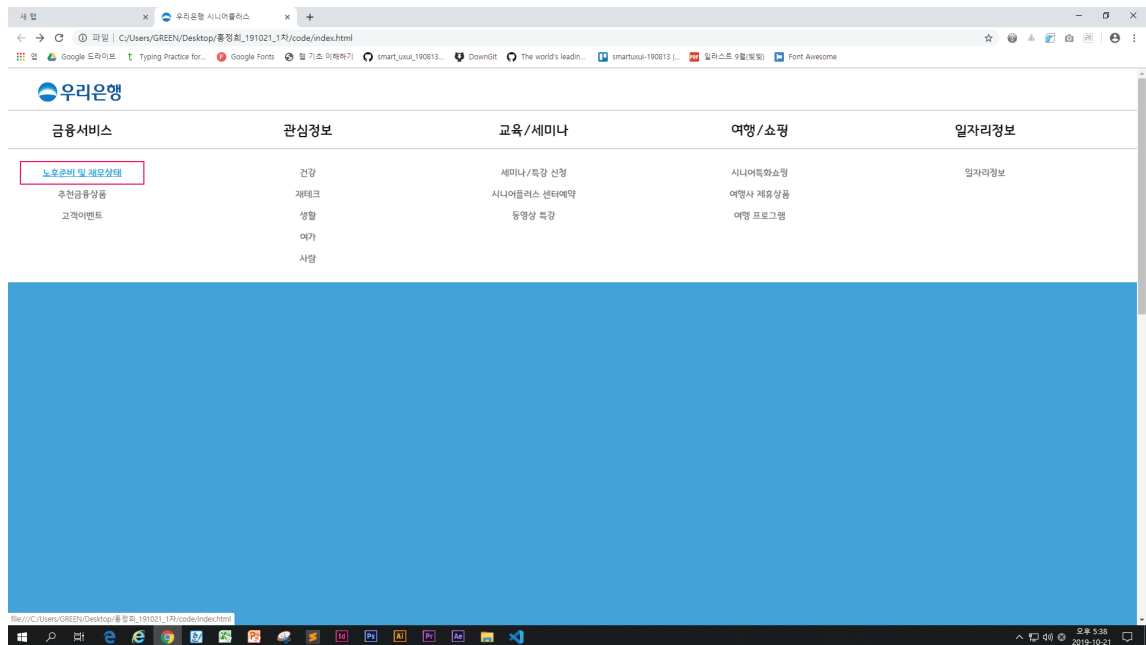 새 탭
우리은행 시니어플러스
파일 | C:/Users/GREEN/Desktop/홍정희_191021_1차/code/index.html
앱 Google 드라이브 Typing Practice for... Google Fonts 웹 기초 이해하기 smart_uxui_190813... DownGit The world's leadin... smartuxui-190813 |... 일러스트 9월(빛빛) Font Awesome
우리은행
금융서비스 관심정보 교육/세미나 여행/쇼핑 일자리정보
노후준비 및 재무상태 건강 세미나/특강 신청 시니어특화쇼핑 일자리정보
추천금융상품 재테크 시니어플러스 센터예약 여행사 제휴상품
고객이벤트 생활 동영상 특강 여행 프로그램
여가
사람
file:///C:/Users/GREEN/Desktop/홍정희_191021_1차/code/index.html
Id Ps Ai Pr Ae
오후 5:38
2019-10-21